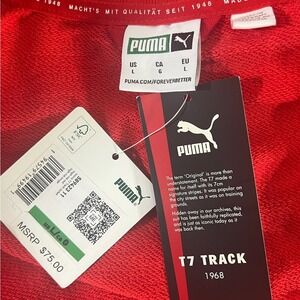 1948
MACHT'S MIT QUALITÄT SEIT 1948
MADE
PUMA
US CA EU
L G L
PUMA.COM/FOREVERBETTER
PUMA
MSRP $75.00
PUMA
The term "Original" is more than
understatement. The T7 made a
name for itself with its 7cm
signature stripes. It was popular on
the city streets as it was on training
grounds.
Hidden away in our archives, this
suit has been faithfully replicated,
and is just as iconic today as it
was back then.
T7 TRACK
1968